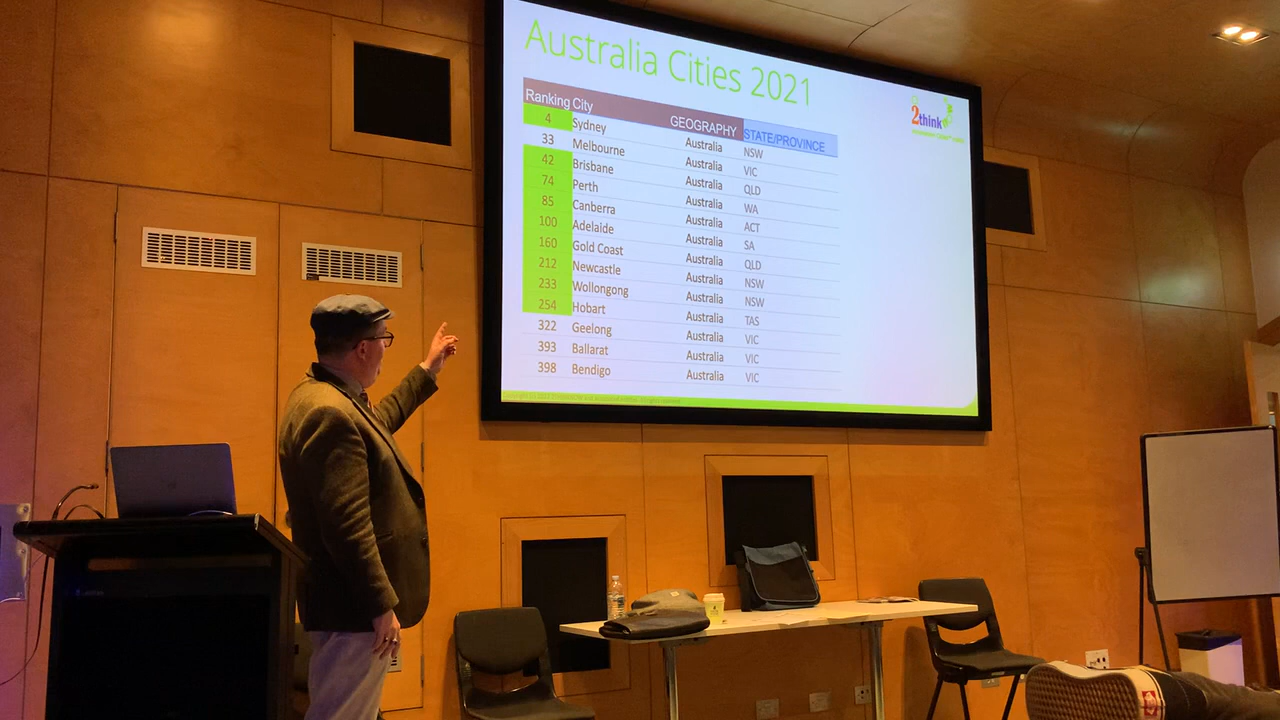 Australia Cities 2021
2think
Ranking City GEOGRAPHY STATE/PROVINCE
4 Sydney Australia NSW
33 Melbourne Australia VIC
42 Brisbane Australia QLD
74 Perth Australia WA
85 Canberra Australia ACT
100 Adelaide Australia SA
160 Gold Coast Australia QLD
212 Newcastle Australia NSW
233 Wollongong Australia NSW
254 Hobart Australia TAS
322 Geelong Australia VIC
393 Ballarat Australia VIC
398 Bendigo Australia VIC